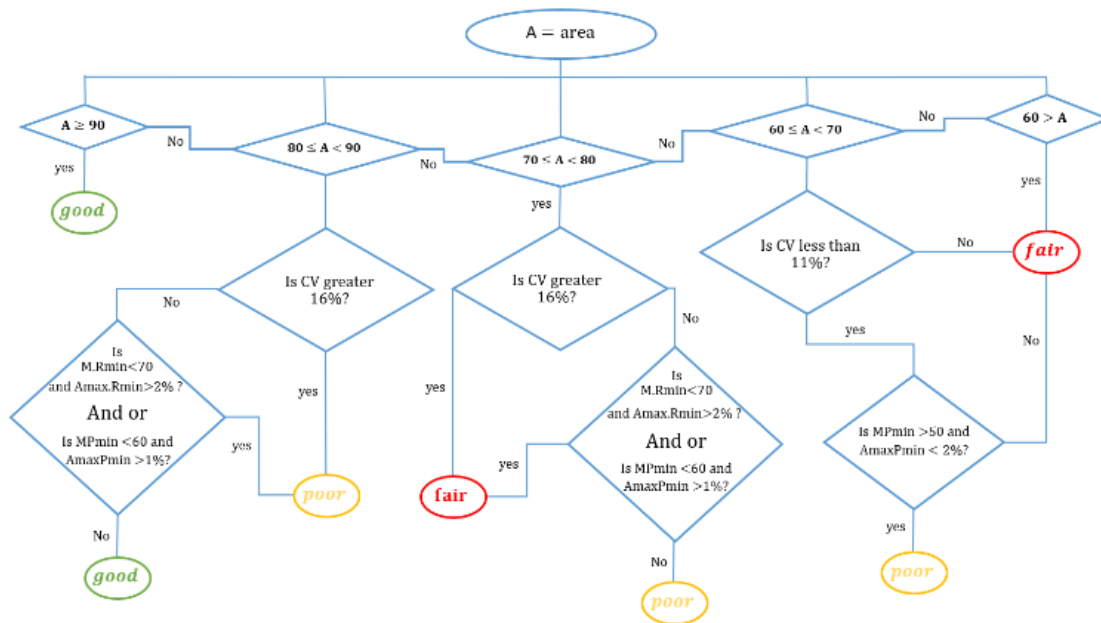 A = area
A ≥ 90
No
80 ≤ A < 90
No
70 ≤ A < 80
No
60 ≤ A < 70
No
60 > A
yes
good
yes
Is CV greater
16%?
No
yes
Is
M.Rmin<70
and Amax.Rmin>2% ?
And or
Is MPmin <60 and
AmaxPmin >1%?
yes
poor
No
good
Is CV greater
16%?
yes
No
Is
M.Rmin<70
and Amax.Rmin>2% ?
And or
Is MPmin <60 and
AmaxPmin >1%?
yes
fair
No
poor
Is CV less than
11%?
No
yes
fair
yes
Is MPmin >50 and
AmaxPmin < 2%?
No
yes
poor